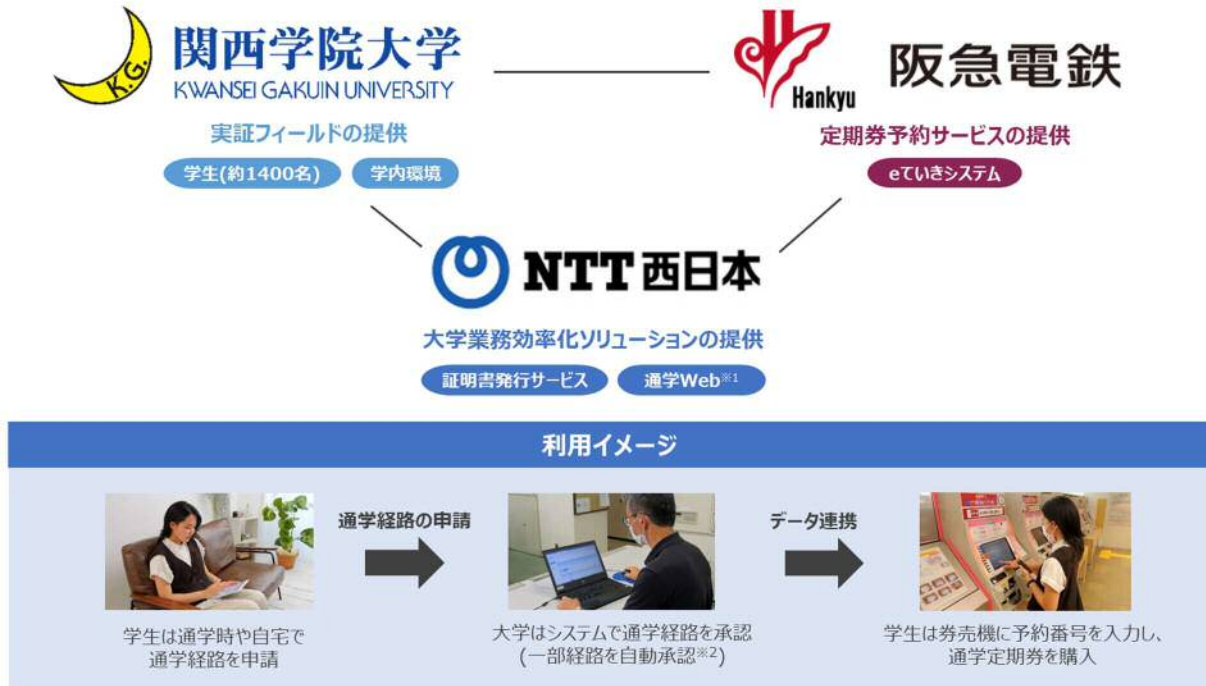 K.G.
関西学院大学
KWANSEI GAKUIN UNIVERSITY
Hankyu
阪急電鉄
実証フィールドの提供
学生(約1400名)
学内環境
定期券予約サービスの提供
eていきシステム
NTT西日本
大学業務効率化ソリューションの提供
証明書発行サービス
通学Web※1
利用イメージ
通学経路の申請
データ連携
学生は通学時や自宅で
通学経路を申請
大学はシステムで通学経路を承認
(一部経路を自動承認※2)
学生は券売機に予約番号を入力し、
通学定期券を購入